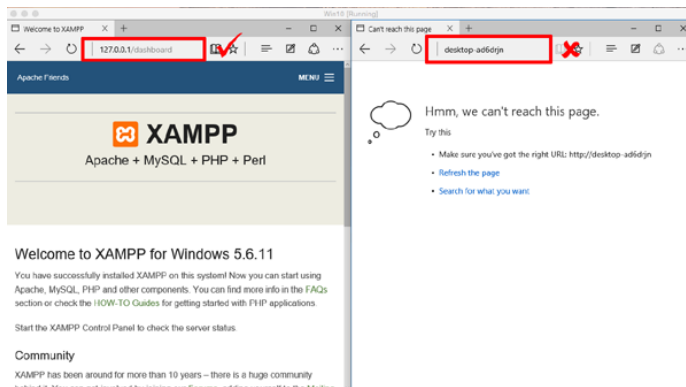 Win10 [Running]
Welcome to XAMPP
127.0.0.1/dashboard
Apache Friends
MENU
XAMPP
Apache + MySQL + PHP + Perl
Welcome to XAMPP for Windows 5.6.11
You have successfully installed XAMPP on this system! Now you can start using
Apache, MySQL, PHP and other components. You can find more info in the FAQs
section or check the HOW-TO Guides for getting started with PHP applications.
Start the XAMPP Control Panel to check the server status.
Community
XAMPP has been around for more than 10 years – there is a huge community
Can't reach this page
desktop-ad6drjn
Hmm, we can't reach this page.
Try this
• Make sure you've got the right URL: http://desktop-ad6drjn
• Refresh the page
• Search for what you want